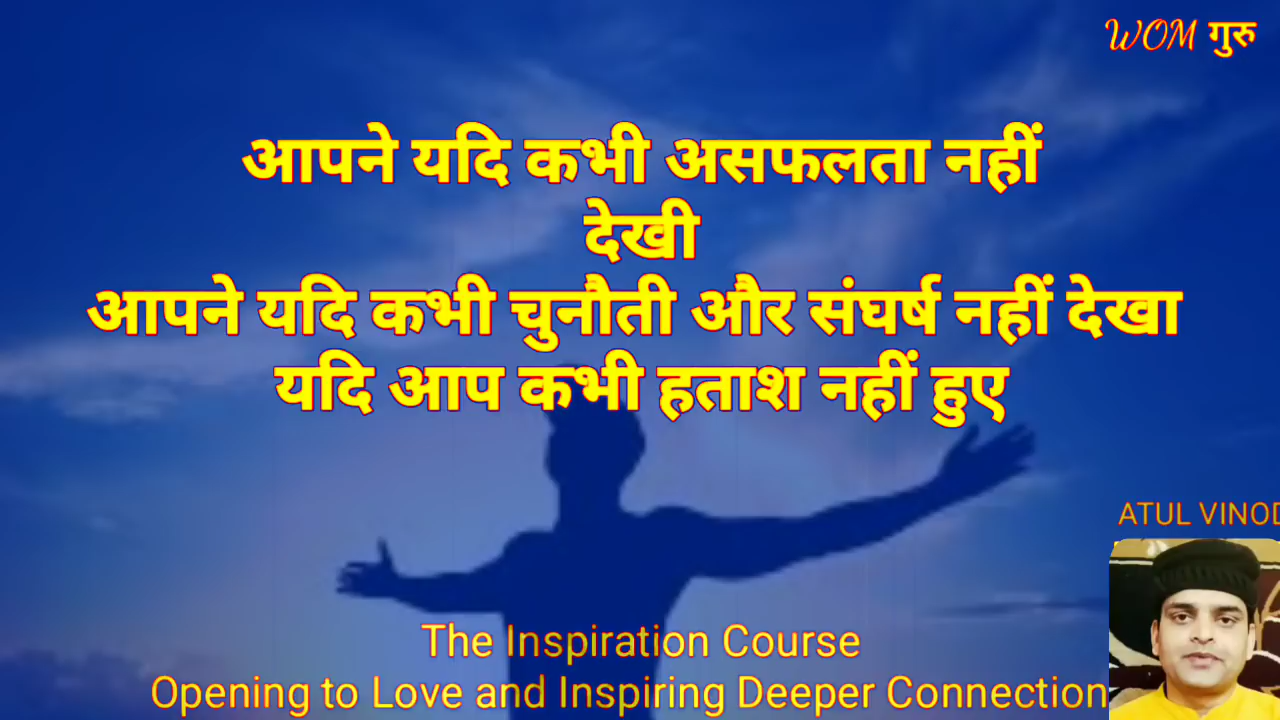 WOM गुरु
आपने यदि कभी असफलता नहीं
देखी
आपने यदि कभी चुनौती और संघर्ष नहीं देखा
यदि आप कभी हताश नहीं हुए
ATUL VINOD
The Inspiration Course
Opening to Love and Inspiring Deeper Connection